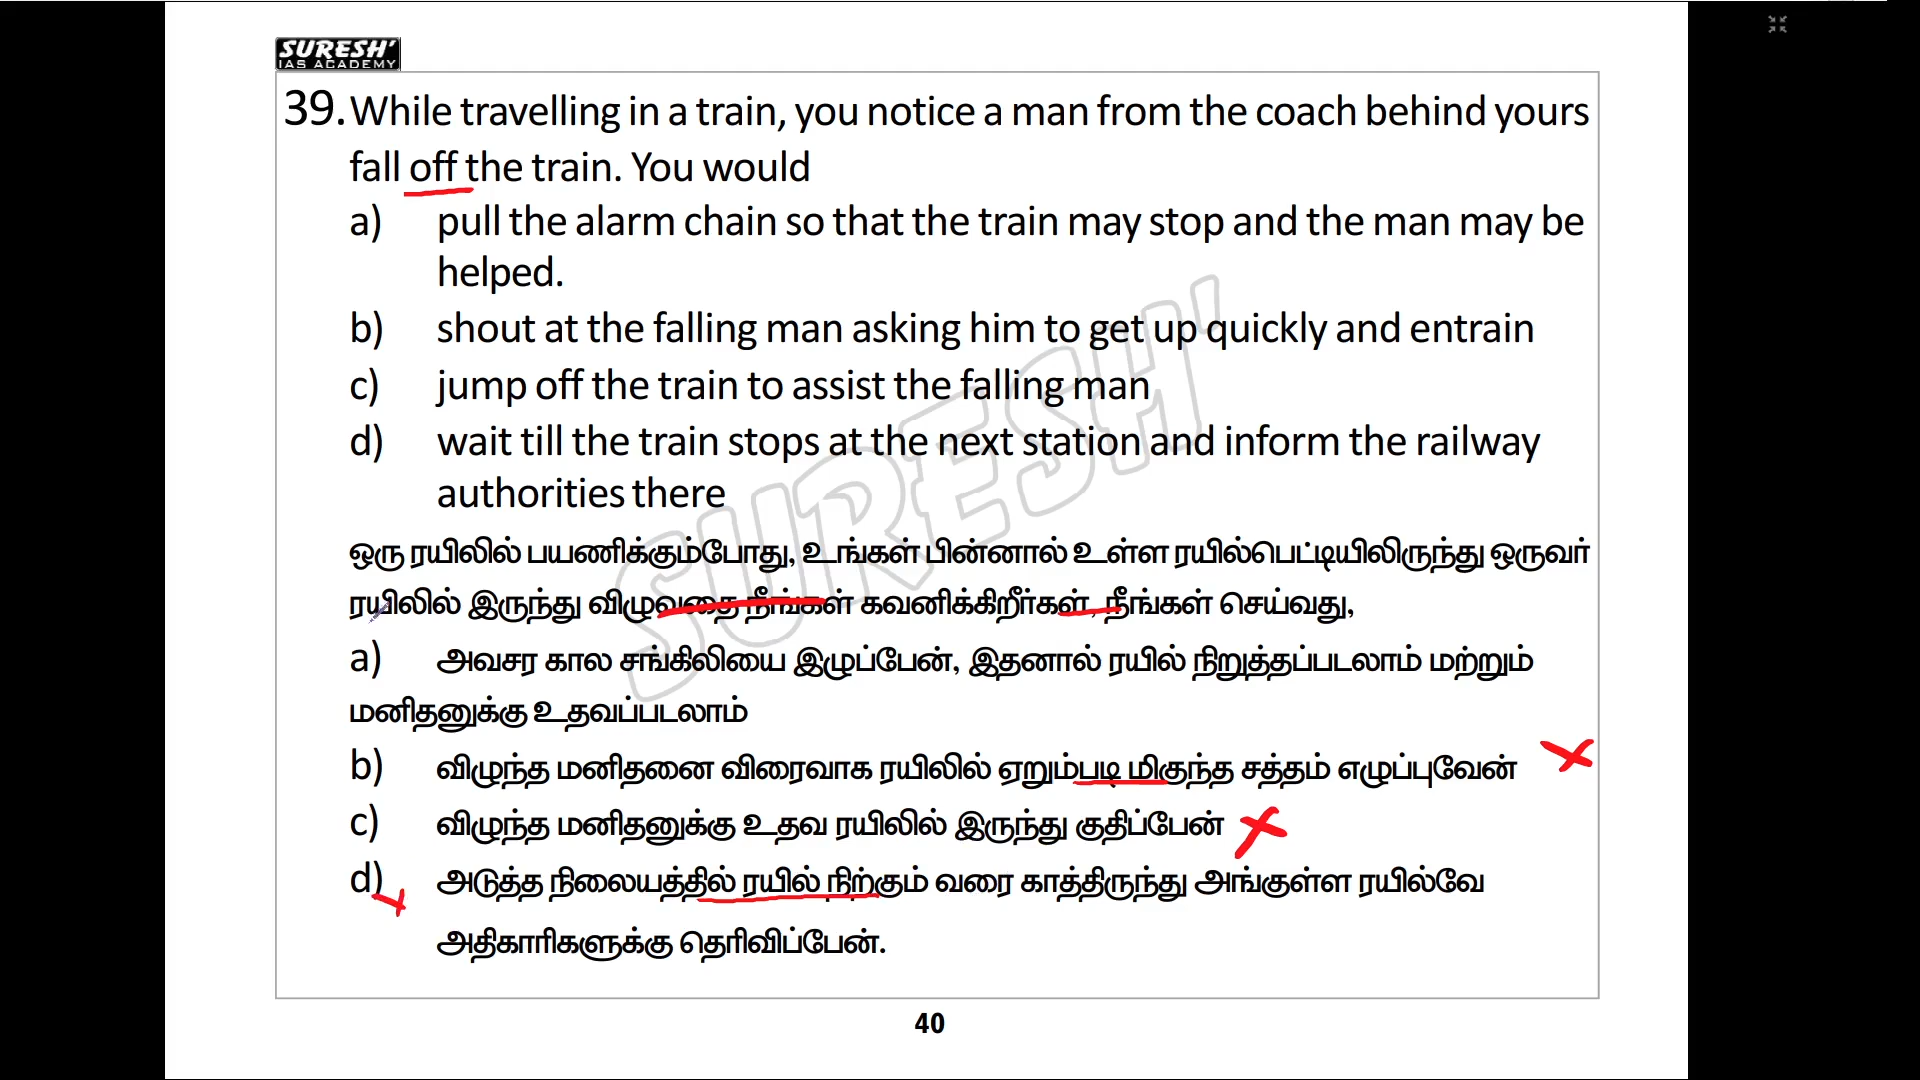 SURESH'
IAS ACADEMY
39. While travelling in a train, you notice a man from the coach behind yours
fall off the train. You would
a) pull the alarm chain so that the train may stop and the man may be
helped.
b) shout at the falling man asking him to get up quickly and entrain
c) jump off the train to assist the falling man
d) wait till the train stops at the next station and inform the railway
authorities there
ஒரு ரயிலில் பயணிக்கும்போது, உங்கள் பின்னால் உள்ள ரயில்பெட்டியிலிருந்து ஒருவர்
ரயிலில் இருந்து விழுவதை நீங்கள் கவனிக்கிறீர்கள், நீங்கள் செய்வது,
a) அவசர கால சங்கிலியை இழுப்பேன், இதனால் ரயில் நிறுத்தப்படலாம் மற்றும்
மனிதனுக்கு உதவப்படலாம்
b) விழுந்த மனிதனை விரைவாக ரயிலில் ஏறும்படி மிகுந்த சத்தம் எழுப்புவேன்
c) விழுந்த மனிதனுக்கு உதவ ரயிலில் இருந்து குதிப்பேன்
d) அடுத்த நிலையத்தில் ரயில் நிற்கும் வரை காத்திருந்து அங்குள்ள ரயில்வே
அதிகாரிகளுக்கு தெரிவிப்பேன்.
SURESH'
40